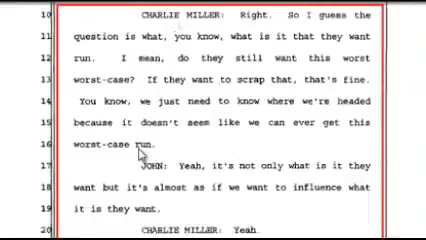 10 CHARLIE MILLER: Right. So I guess the
11 question is what, you know, what is it that they want
12 run. I mean, do they still want this worst
13 worst-case? If they want to scrap that, that's fine.
14 You know, we just need to know where we're headed
15 because it doesn't seem like we can ever get this
16 worst-case run.
17 JOHN: Yeah, it's not only what is it they
18 want but it's almost as if we want to influence what
19 it is they want.
20 CHARLIE MILLER: Yeah.